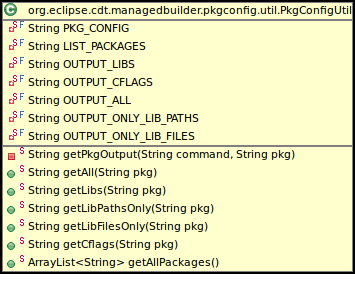 org.eclipse.cdt.managedbuilder.pkgconfig.util.PkgConfigUtil
SF String PKG_CONFIG
SF String LIST_PACKAGES
SF String OUTPUT_LIBS
SF String OUTPUT_CFLAGS
SF String OUTPUT_ALL
SF String OUTPUT_ONLY_LIB_PATHS
SF String OUTPUT_ONLY_LIB_FILES
S String getPkgOutput(String command, String pkg)
S String getAll(String pkg)
S String getLibs(String pkg)
S String getLibPathsOnly(String pkg)
S String getLibFilesOnly(String pkg)
S String getCflags(String pkg)
S ArrayList<String> getAllPackages()